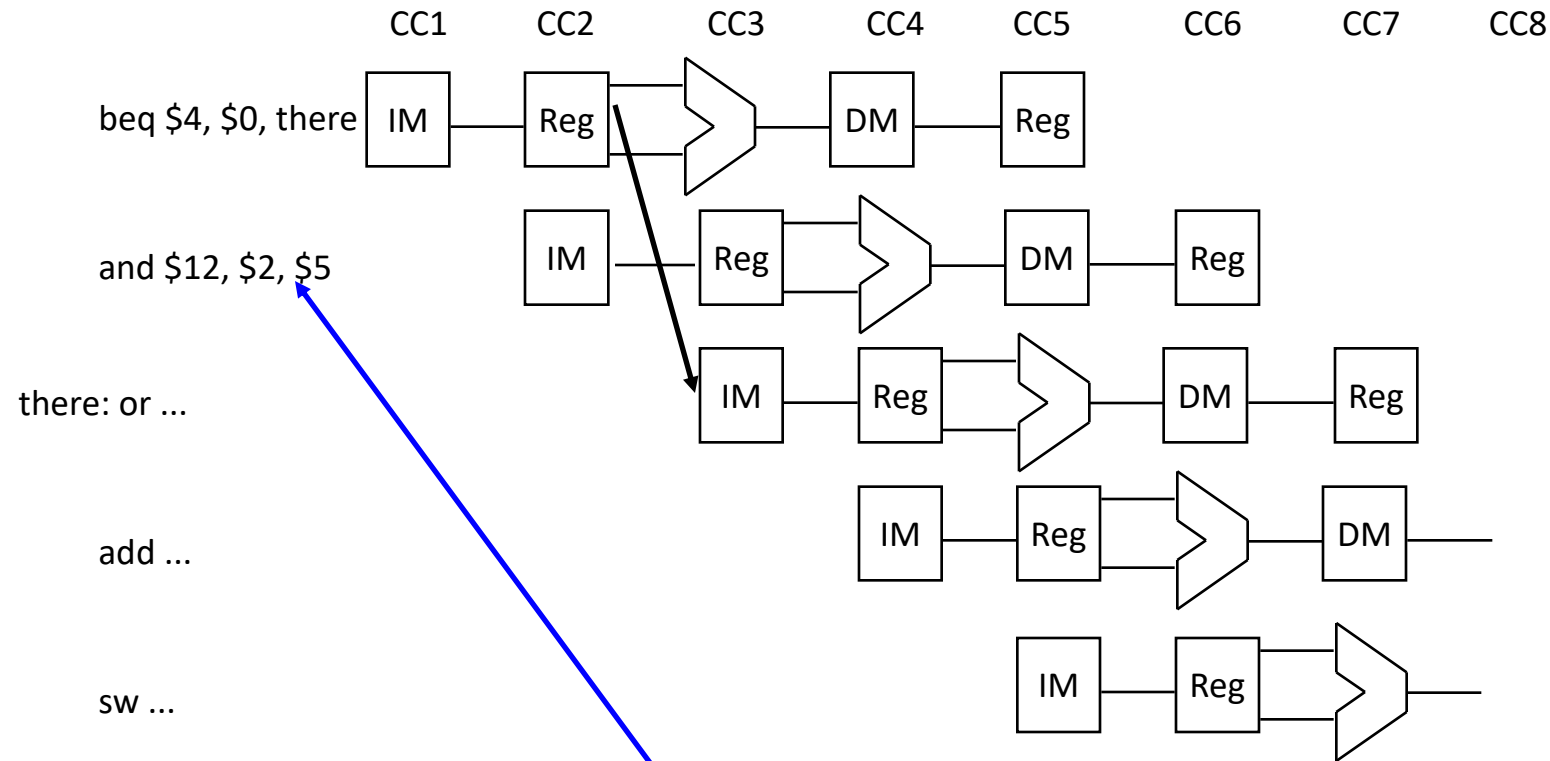 CC1 CC2 CC3 CC4 CC5 CC6 CC7 CC8
beq $4, $0, there IM Reg DM Reg
and $12, $2, $5 IM Reg DM Reg
there: or ... IM Reg DM Reg
add ... IM Reg DM
sw ... IM Reg